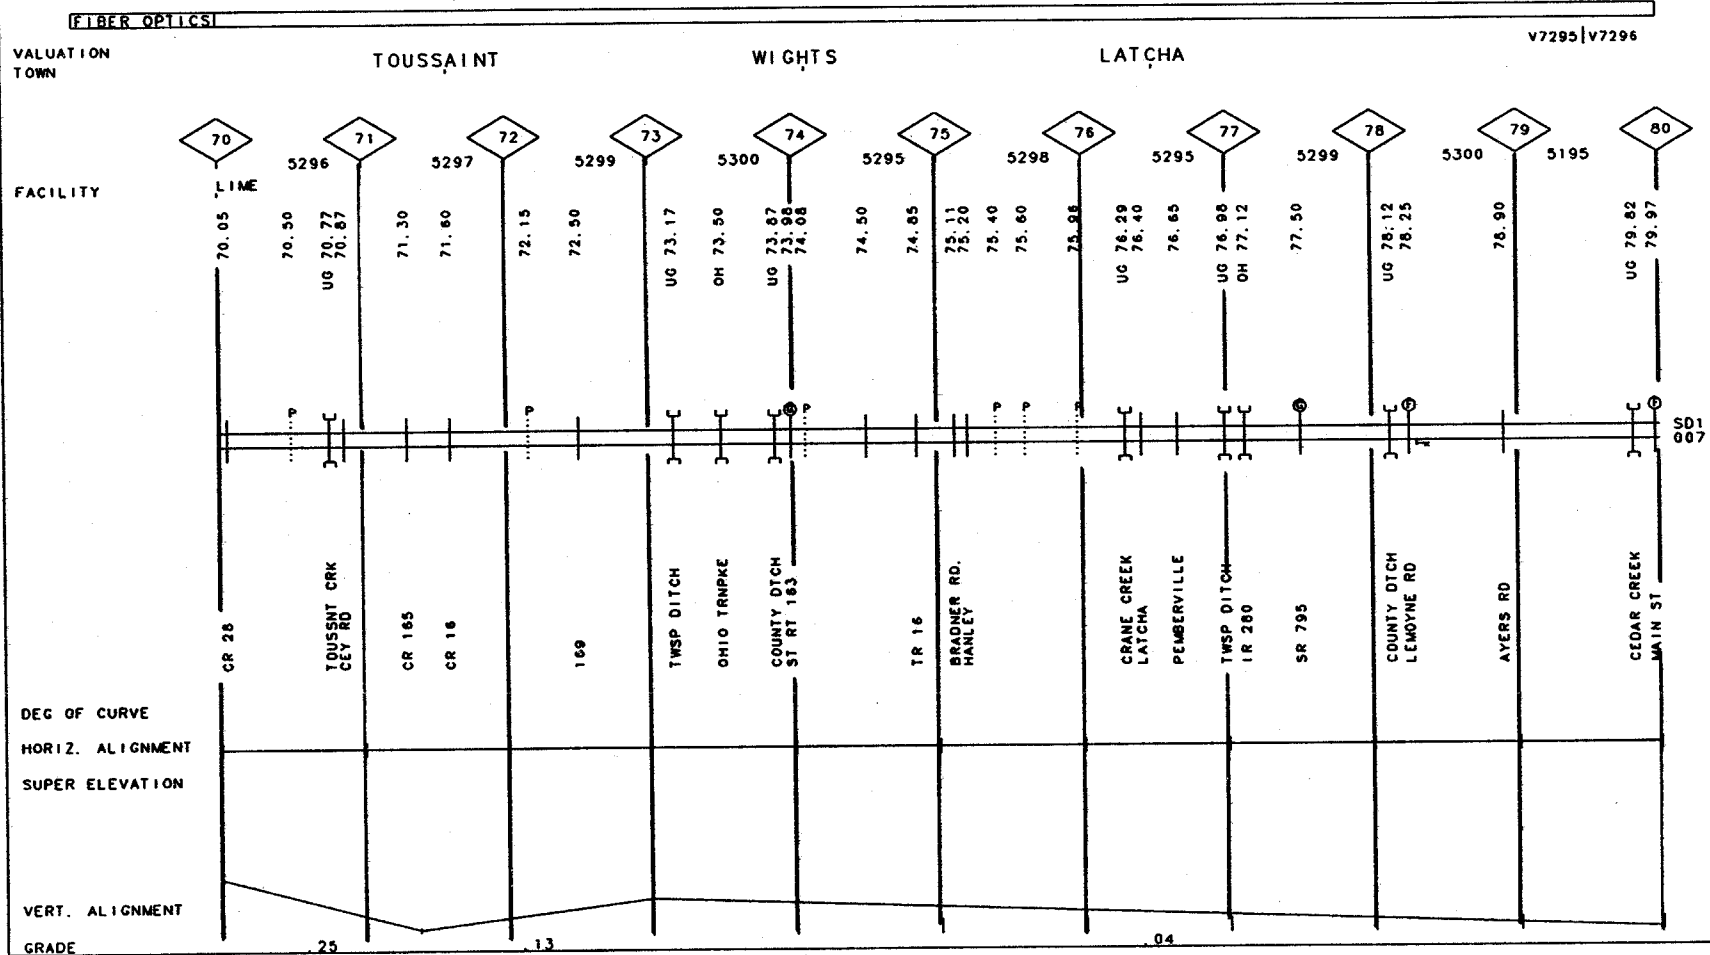 FIBER OPTICS
V7295|V7296
VALUATION
TOWN
TOUSSAINT
WIGHTS
LATCHA
70
71
72
73
74
75
76
77
78
79
80
5296
5297
5299
5300
5295
5298
5295
5299
5300
5195
FACILITY
LIME
70.05
70.50
UG 70.77
70.87
71.30
71.60
72.15
72.50
UG 73.17
OH 73.50
UG 73.87
73.98
74.08
74.50
74.85
75.11
75.20
75.40
75.60
75.96
UG 76.29
76.40
76.65
UG 76.98
OH 77.12
77.50
UG 78.12
78.25
78.90
UG 79.82
79.97
P
P
G
P
P
P
P
G
F
F
SD1
007
CR 28
TOUSSNT CRK
CEY RD
CR 165
CR 16
169
TWSP DITCH
OHIO TRNPKE
COUNTY DTCH
ST RT 163
TR 16
BRADNER RD.
HANLEY
CRANE CREEK
LATCHA
PEMBERVILLE
TWSP DITCH
IR 280
SR 795
COUNTY DTCH
LEMOYNE RD
AYERS RD
CEDAR CREEK
MAIN ST
DEG OF CURVE
HORIZ. ALIGNMENT
SUPER ELEVATION
VERT. ALIGNMENT
GRADE
.25
.13
.04